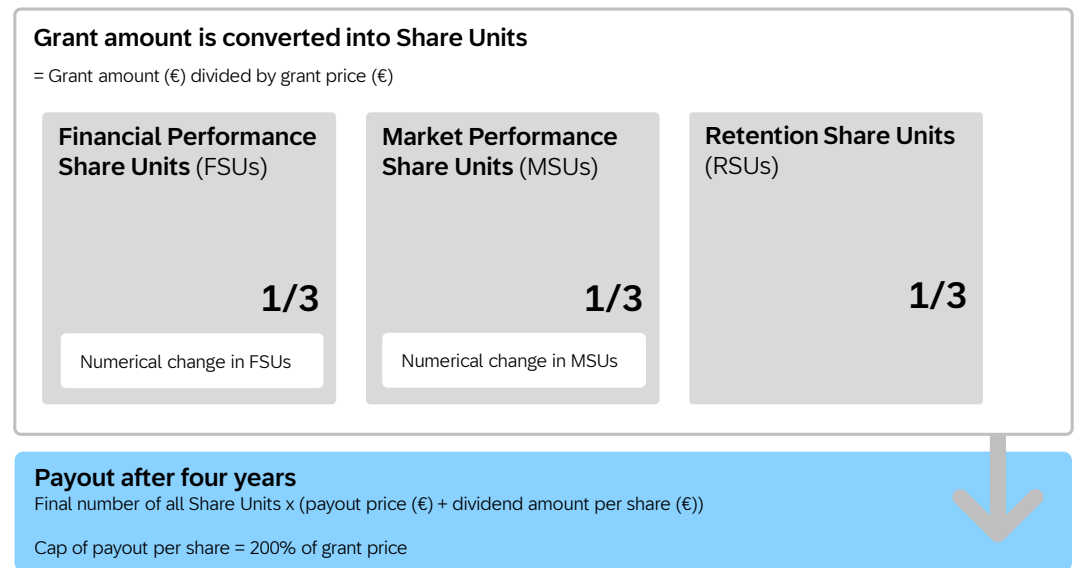 Grant amount is converted into Share Units
= Grant amount (€) divided by grant price (€)
Financial Performance
Share Units (FSUs)
1/3
Numerical change in FSUs
Market Performance
Share Units (MSUs)
1/3
Numerical change in MSUs
Retention Share Units
(RSUs)
1/3
Payout after four years
Final number of all Share Units x (payout price (€) + dividend amount per share (€))
Cap of payout per share = 200% of grant price